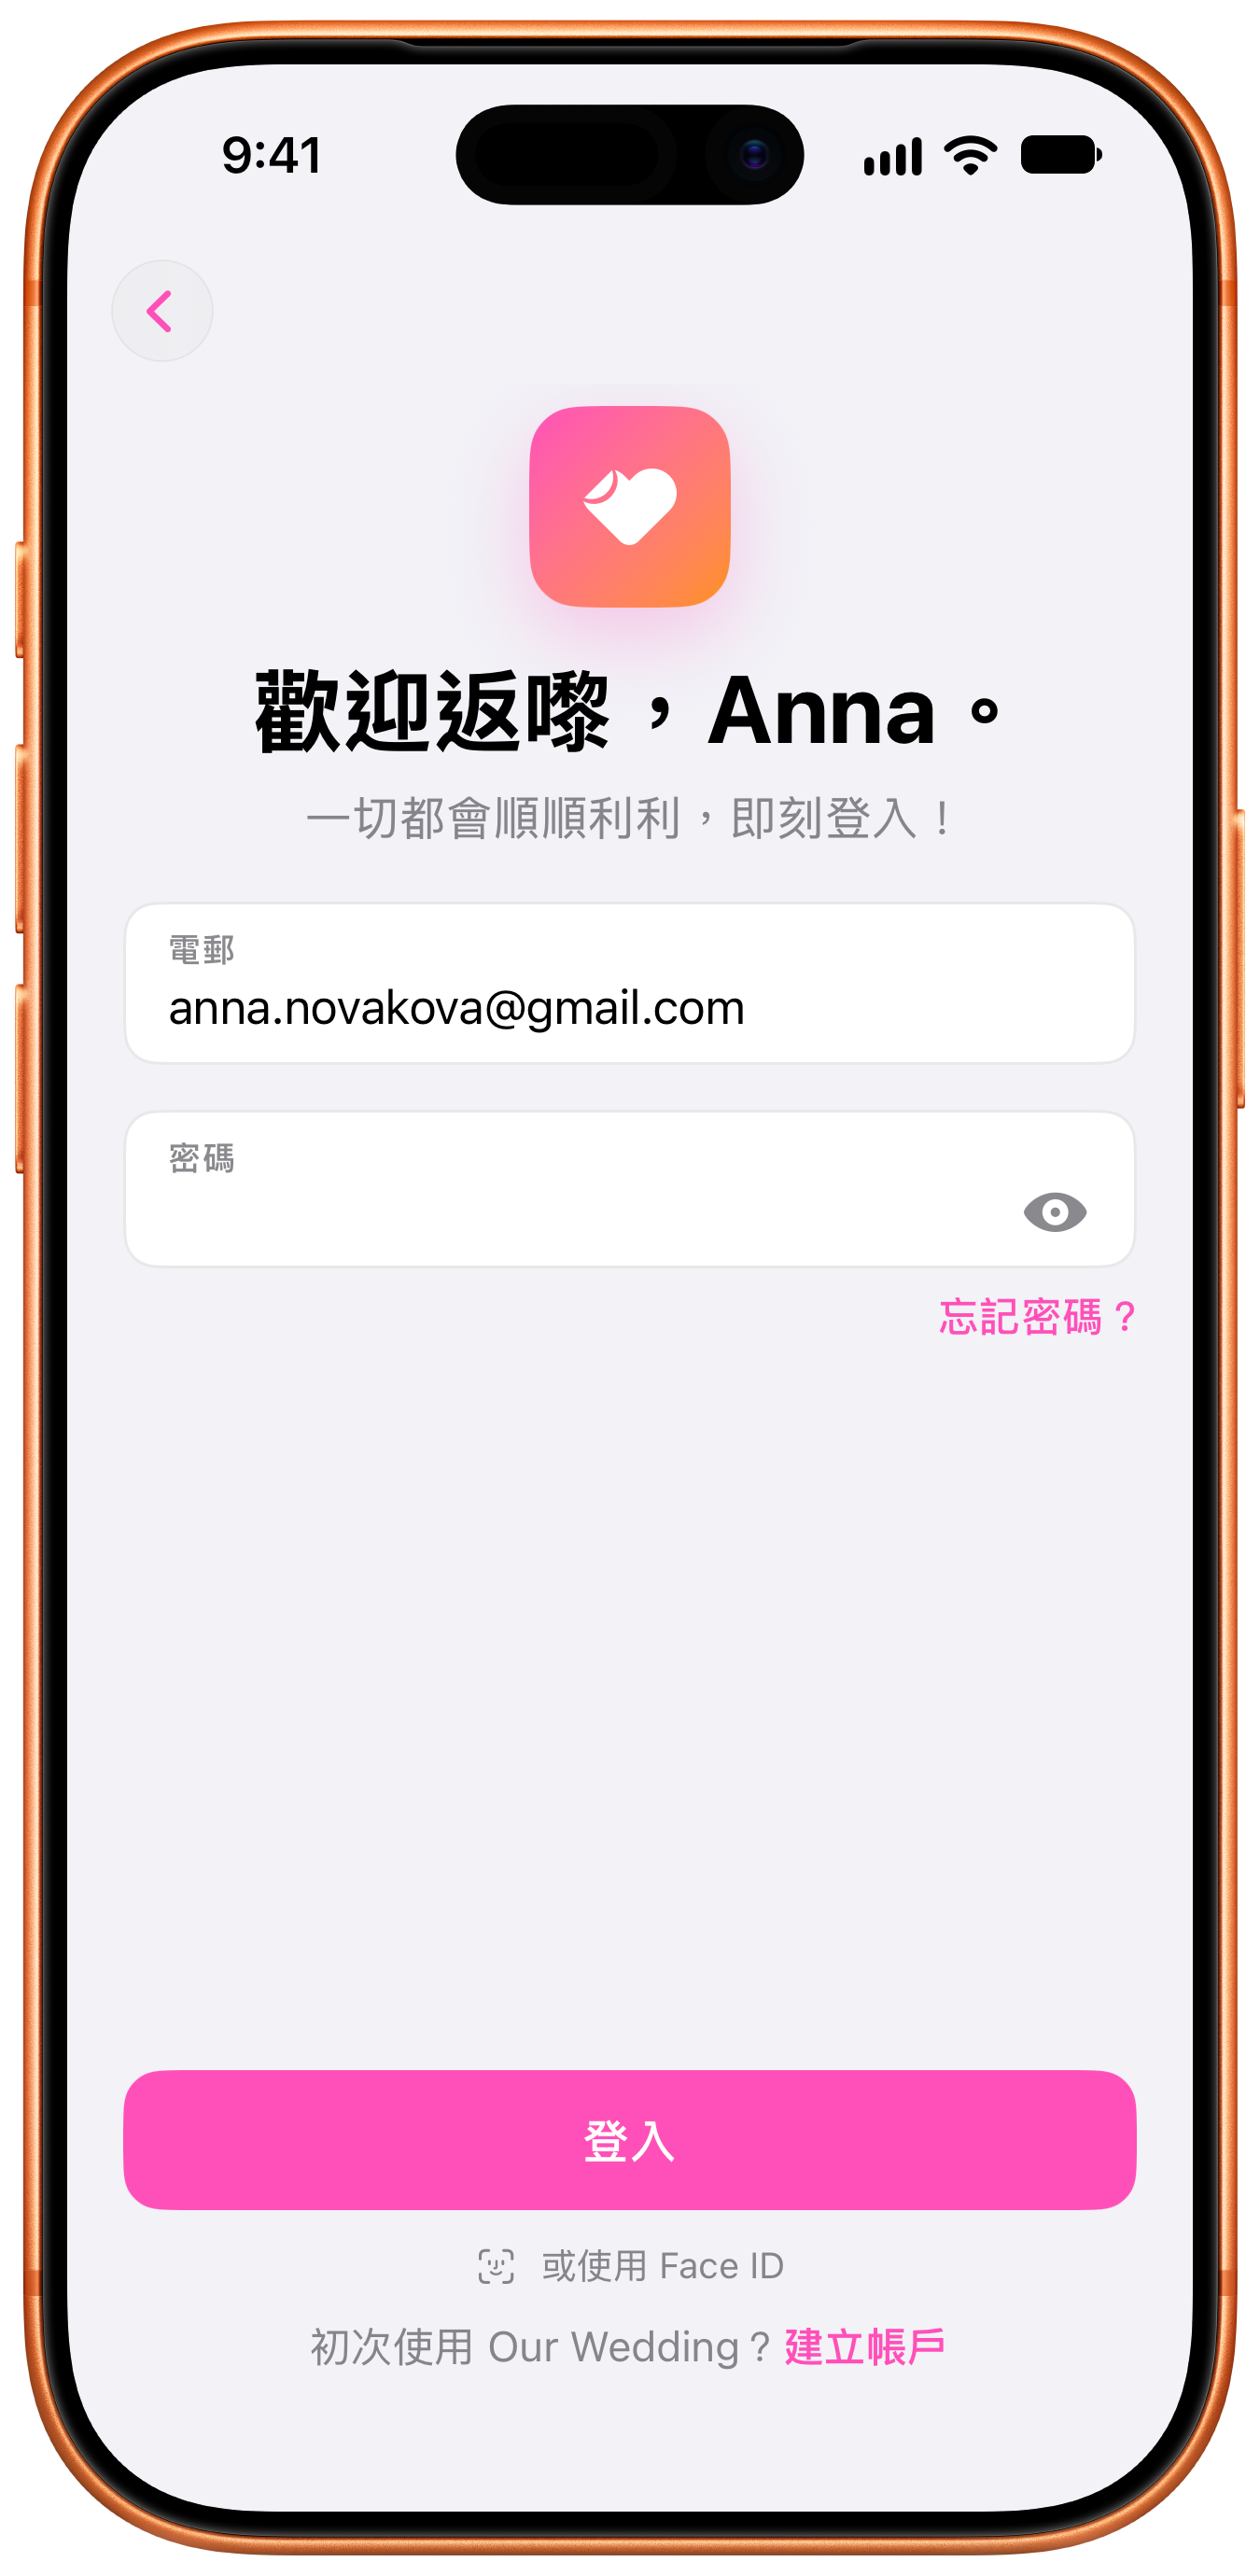 9:41
歡迎返嚟，Anna。
一切都會順順利利，即刻登入！
電郵
anna.novakova@gmail.com
密碼
忘記密碼？
登入
或使用 Face ID
初次使用 Our Wedding？建立帳戶